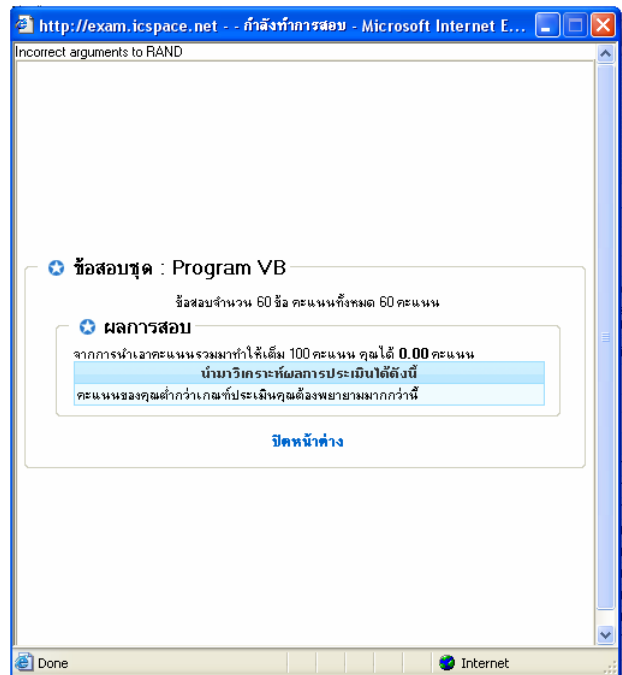 http://exam.icspace.net - - กำลังทำการสอบ - Microsoft Internet E...
Incorrect arguments to RAND
ข้อสอบชุด : Program VB
ข้อสอบจำนวน 60 ข้อ คะแนนทั้งหมด 60 คะแนน
ผลการสอบ
จากการนำเอาคะแนนรวมมาทำให้เต็ม 100 คะแนน คุณได้ 0.00 คะแนน
นำมาวิเคราะห์ผลการประเมินได้ดังนี้
คะแนนของคุณต่ำกว่าเกณฑ์ประเมินคุณต้องพยายามมากกว่านี้
ปิดหน้าต่าง
Done
Internet